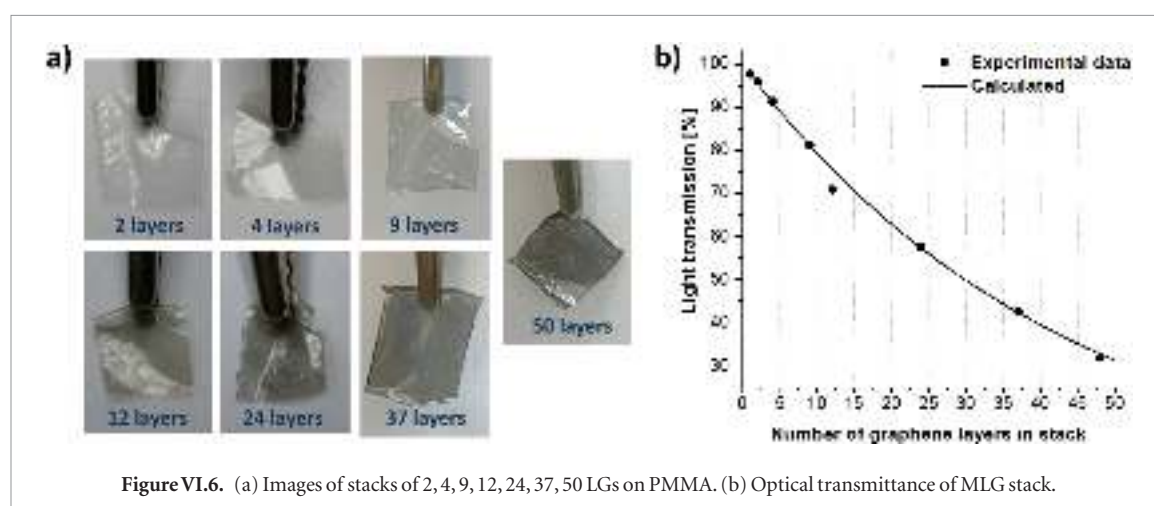 a)
2 layers
4 layers
9 layers
12 layers
24 layers
37 layers
50 layers
b)
Light transmission [%]
100
90
80
70
60
50
40
30
Experimental data
Calculated
0 5 10 15 20 25 30 35 40 45 50
Number of graphene layers in stack
Figure VI.6. (a) Images of stacks of 2, 4, 9, 12, 24, 37, 50 LGs on PMMA. (b) Optical transmittance of MLG stack.